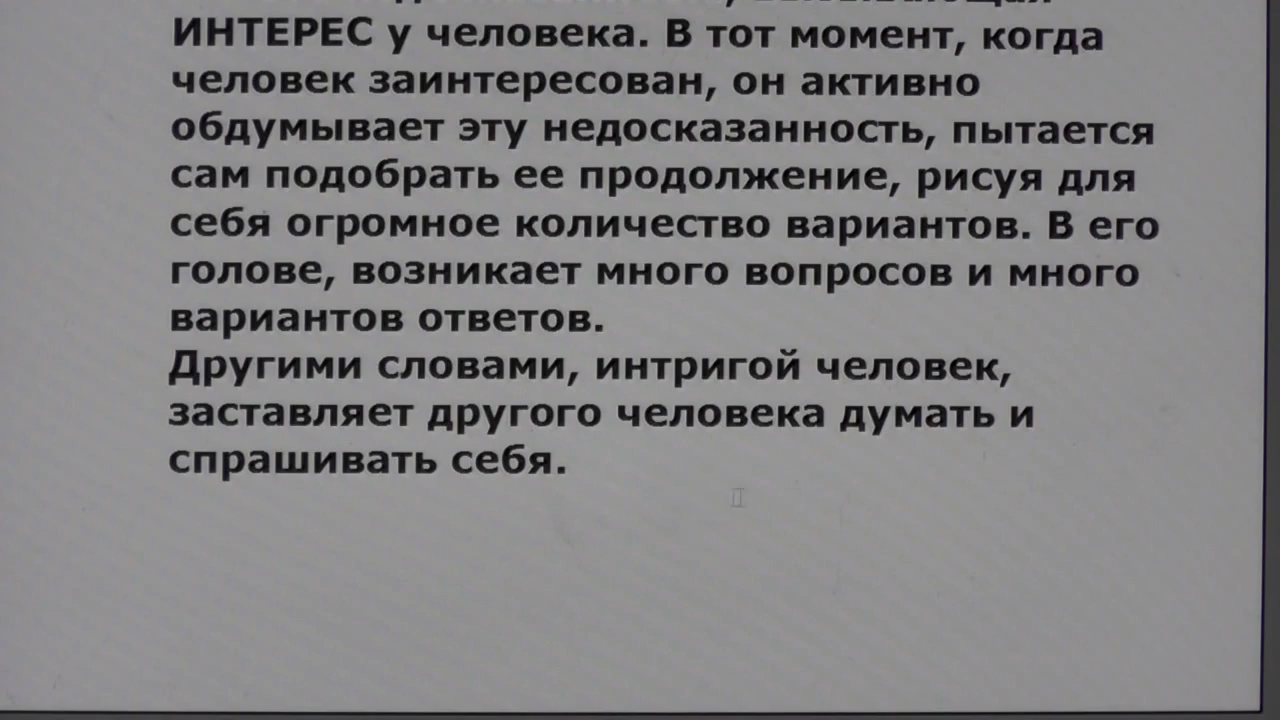 ИНТЕРЕС у человека. В тот момент, когда
человек заинтересован, он активно
обдумывает эту недосказанность, пытается
сам подобрать ее продолжение, рисуя для
себя огромное количество вариантов. В его
голове, возникает много вопросов и много
вариантов ответов.
Другими словами, интригой человек,
заставляет другого человека думать и
спрашивать себя.